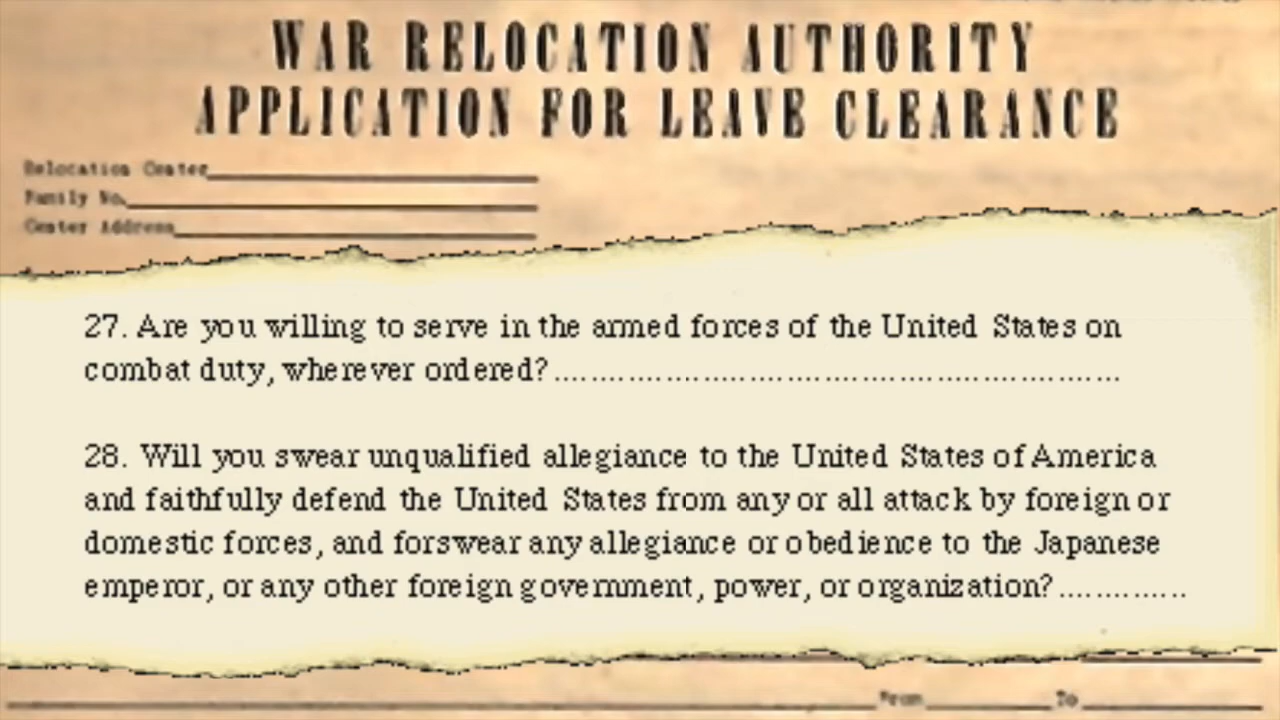 WAR RELOCATION AUTHORITY
APPLICATION FOR LEAVE CLEARANCE
Relocation Center
Family No.
Center Address
27. Are you willing to serve in the armed forces of the United States on
combat duty, wherever ordered?.............................................................
28. Will you swear unqualified allegiance to the United States of America
and faithfully defend the United States from any or all attack by foreign or
domestic forces, and forswear any allegiance or obedience to the Japanese
emperor, or any other foreign government, power, or organization?..............
From To